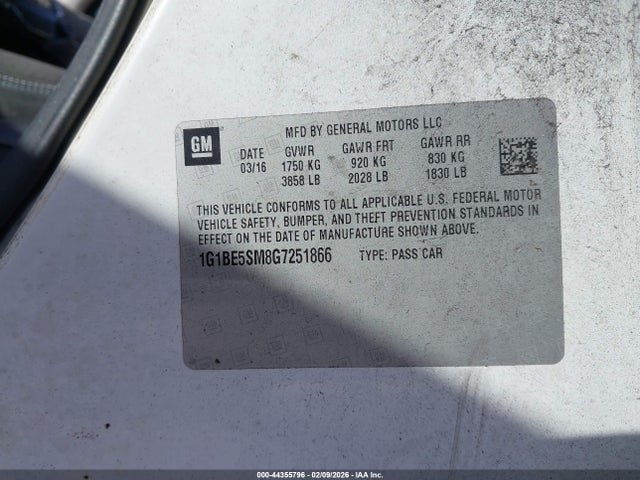 GM
MFD BY GENERAL MOTORS LLC
DATE GVWR GAWR FRT GAWR RR
03/16 1750 KG 920 KG 830 KG
3858 LB 2028 LB 1830 LB
THIS VEHICLE CONFORMS TO ALL APPLICABLE U.S. FEDERAL MOTOR
VEHICLE SAFETY, BUMPER, AND THEFT PREVENTION STANDARDS IN
EFFECT ON THE DATE OF MANUFACTURE SHOWN ABOVE.
1G1BE5SM8G7251866 TYPE: PASS CAR
000-44355796 - 02/09/2026 - IAA Inc.